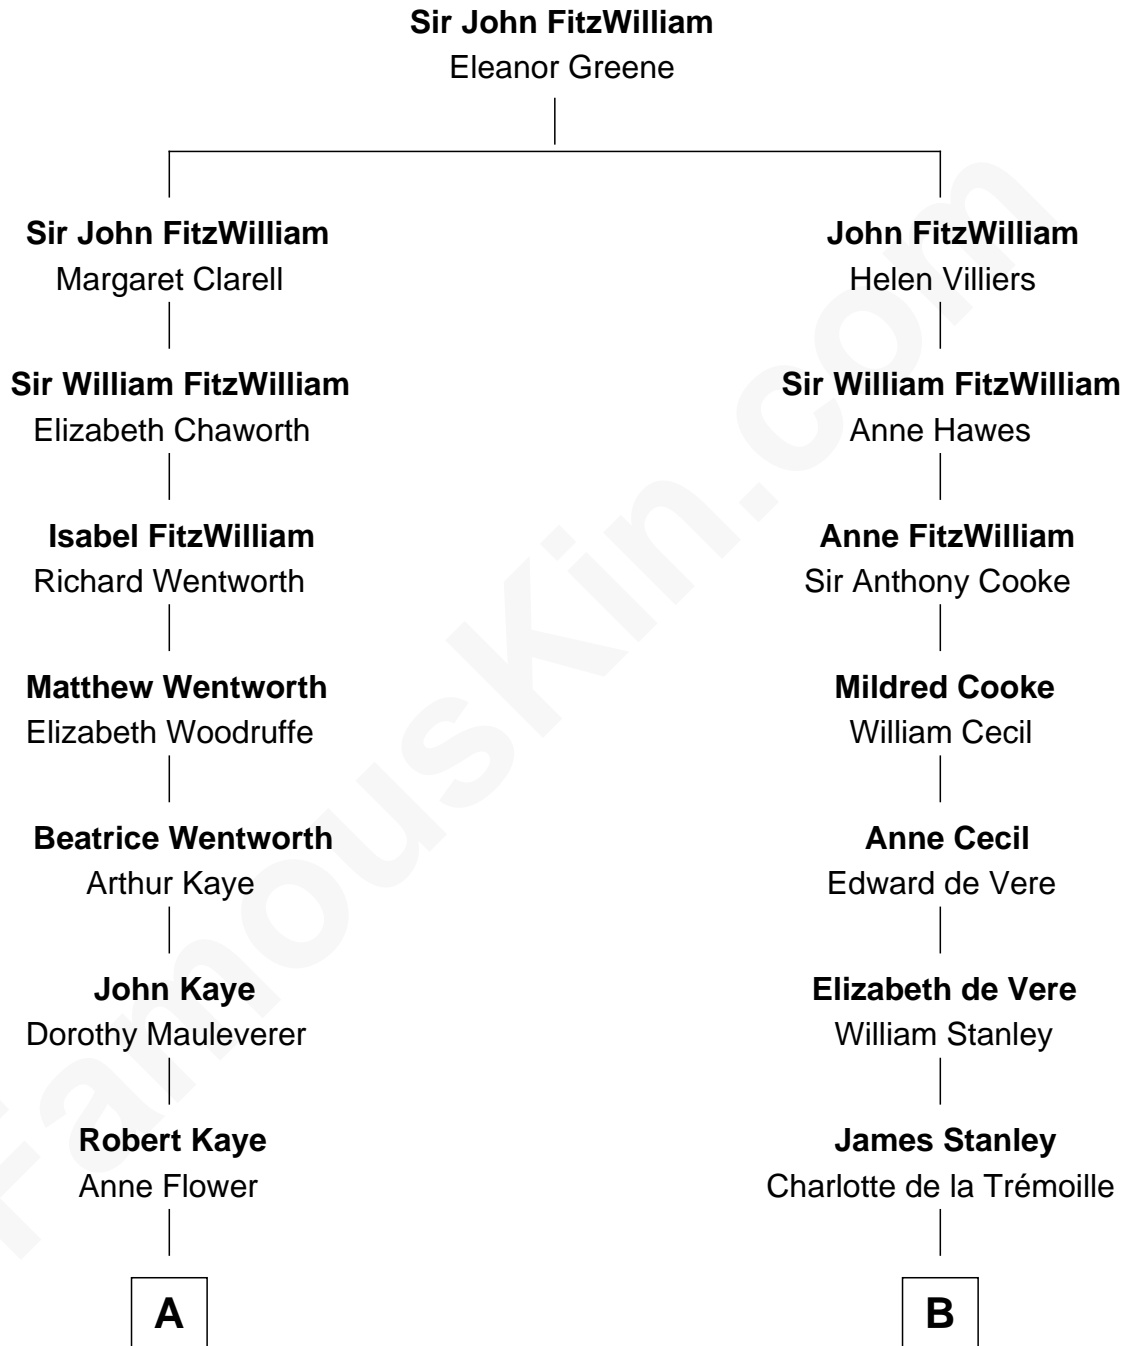 Sir John FitzWilliam
Eleanor Greene
Sir John FitzWilliam
Margaret Clarell
Sir William FitzWilliam
Elizabeth Chaworth
Isabel FitzWilliam
Richard Wentworth
Matthew Wentworth
Elizabeth Woodruffe
Beatrice Wentworth
Arthur Kaye
John Kaye
Dorothy Mauleverer
Robert Kaye
Anne Flower
A
John FitzWilliam
Helen Villiers
Sir William FitzWilliam
Anne Hawes
Anne FitzWilliam
Sir Anthony Cooke
Mildred Cooke
William Cecil
Anne Cecil
Edward de Vere
Elizabeth de Vere
William Stanley
James Stanley
Charlotte de la Trémoille
B
FamousKin.com